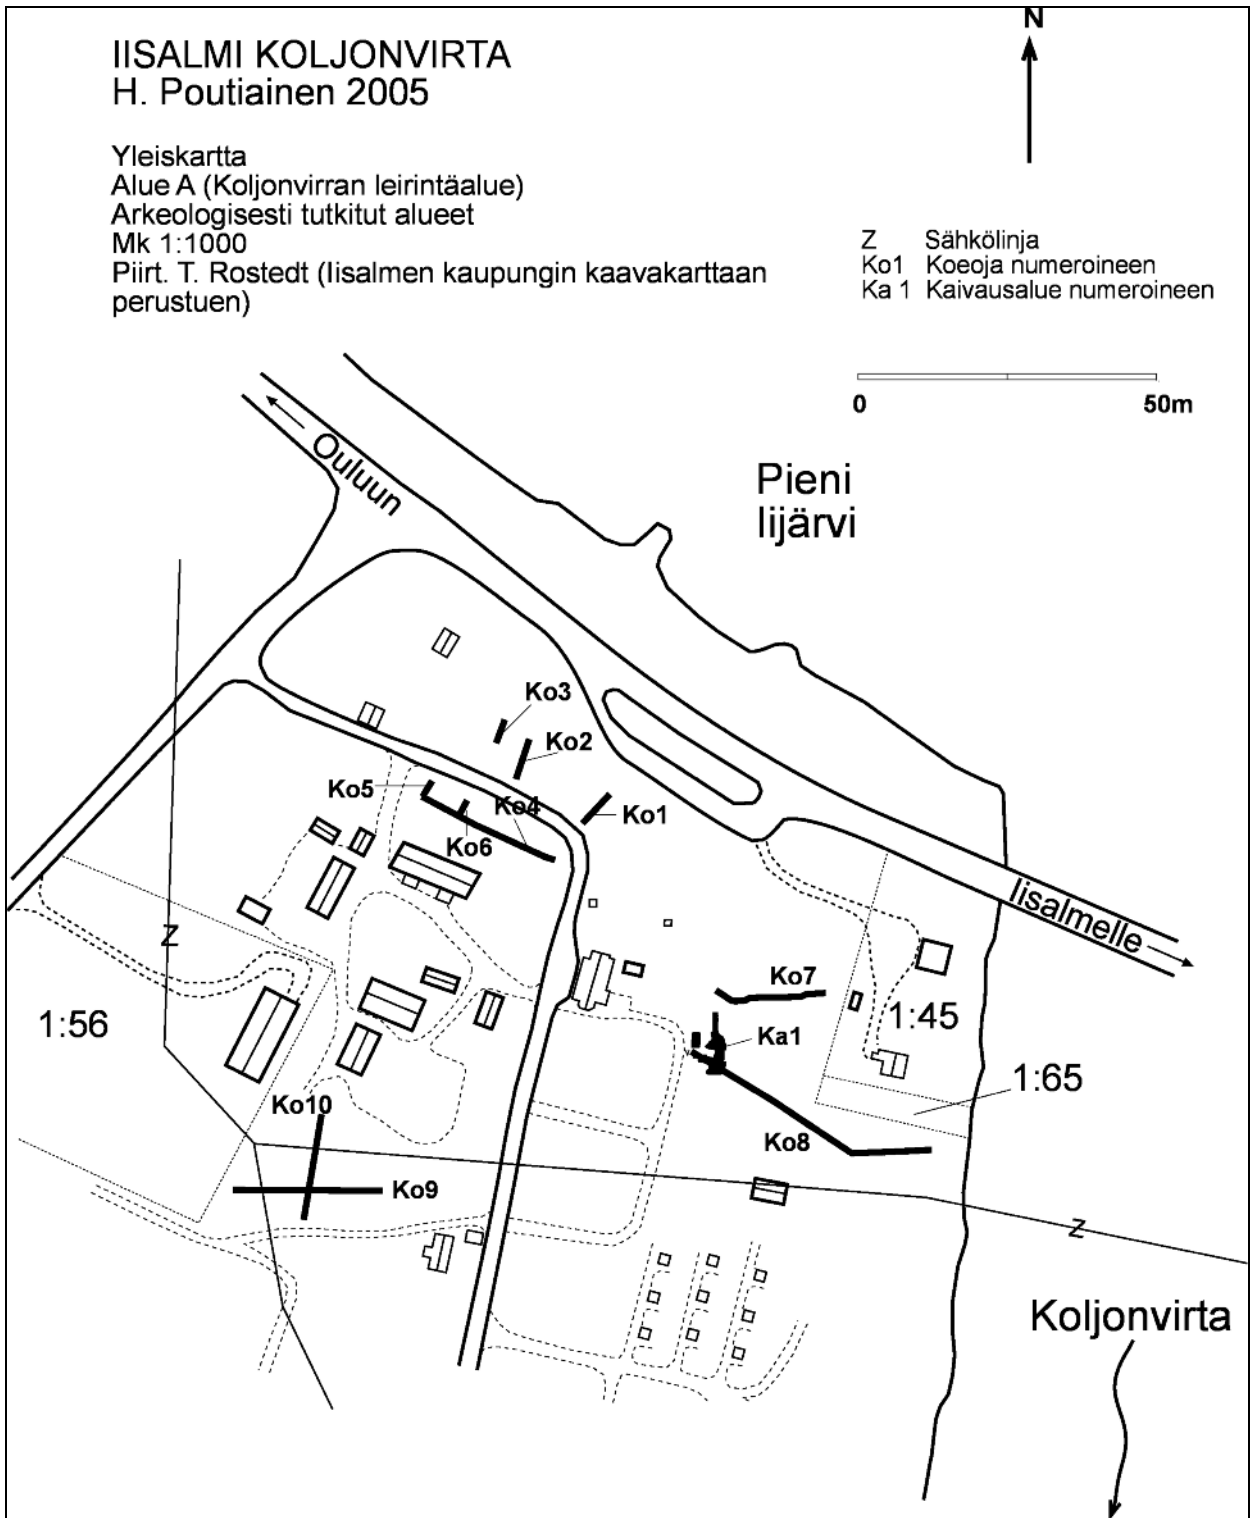 N
IISALMI KOLJONVIRTA
H. Poutiainen 2005
Yleiskartta
Alue A (Koljonvirran leirintäalue)
Arkeologisesti tutkitut alueet
Mk 1:1000
Piirt. T. Rostedt (Iisalmen kaupungin kaavakarttaan
perustuen)
Z Sähkölinja
Ko1 Koeoja numeroineen
Ka 1 Kaivausalue numeroineen
0 50m
Ouluun
Pieni
Iijärvi
Ko3
Ko2
Ko5
Ko4
Ko1
Ko6
Iisalmelle
Z
Ko7
1:56
1:45
Ka1
1:65
Ko10
Ko8
Ko9
Z
Koljonvirta